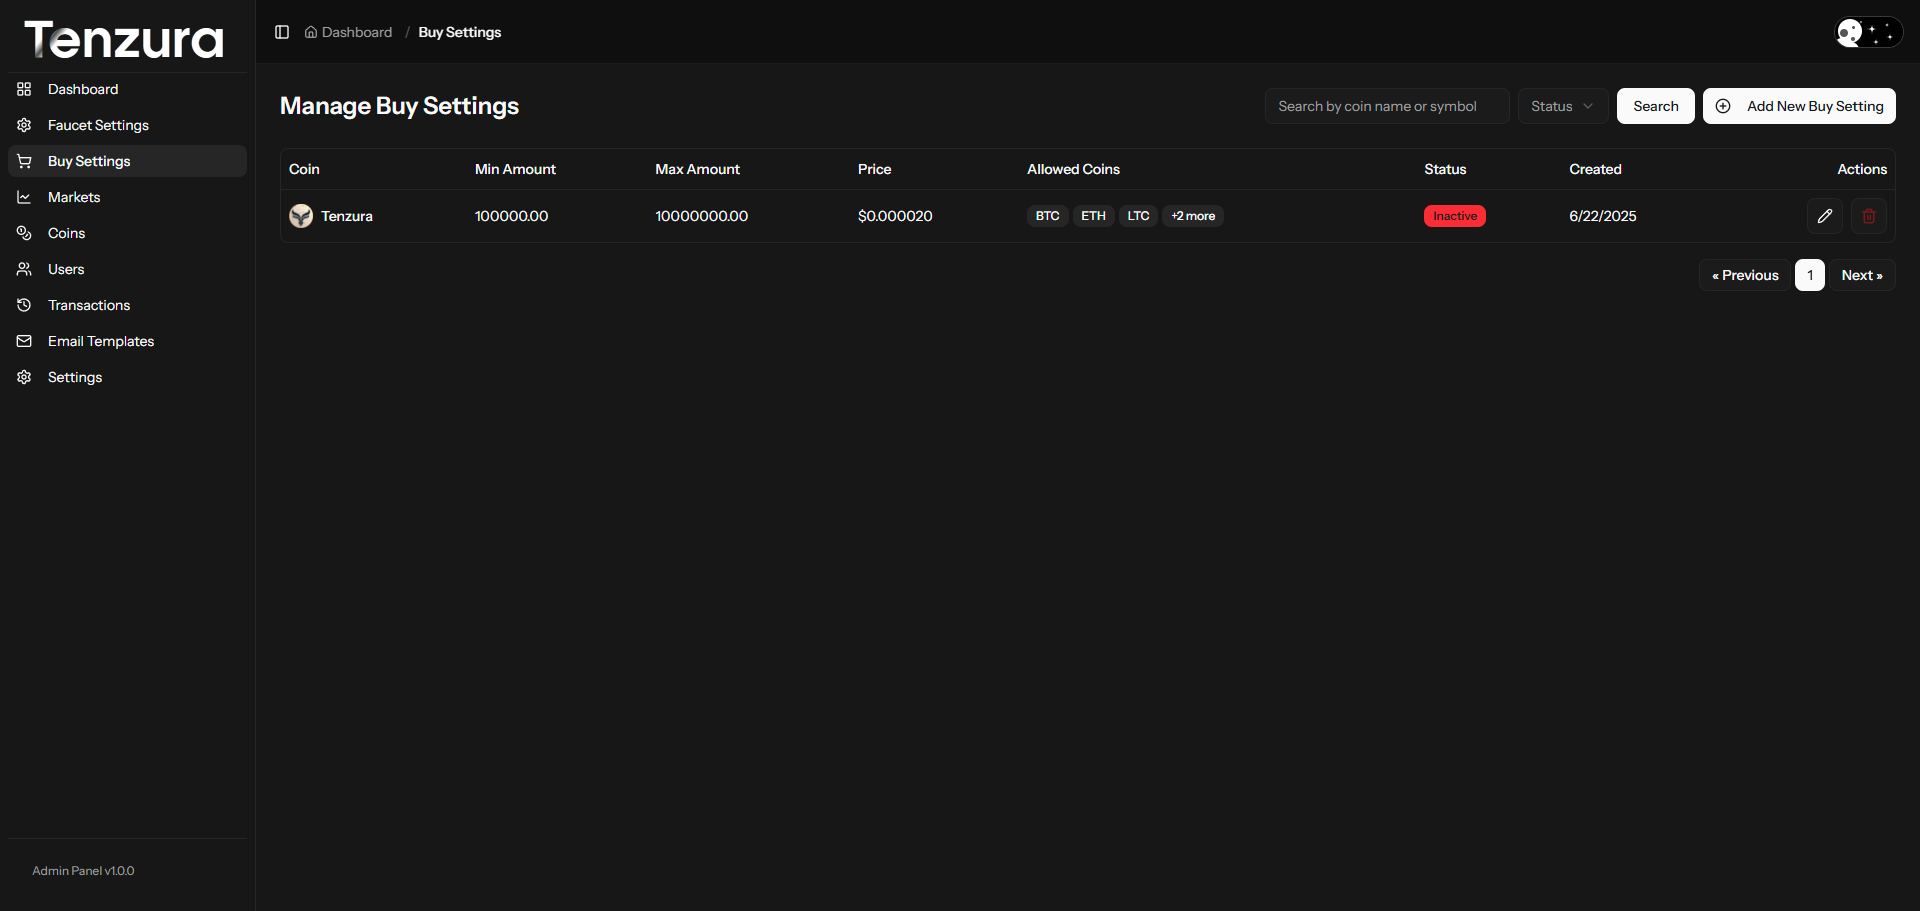 Tenzura
Dashboard
Faucet Settings
Buy Settings
Markets
Coins
Users
Transactions
Email Templates
Settings
Admin Panel v1.0.0
Dashboard / Buy Settings
Manage Buy Settings
Search by coin name or symbol
Status
Search
Add New Buy Setting
Coin Min Amount Max Amount Price Allowed Coins Status Created Actions
Tenzura 100000.00 10000000.00 $0.000020 BTC ETH LTC +2 more Inactive 6/22/2025
« Previous 1 Next »